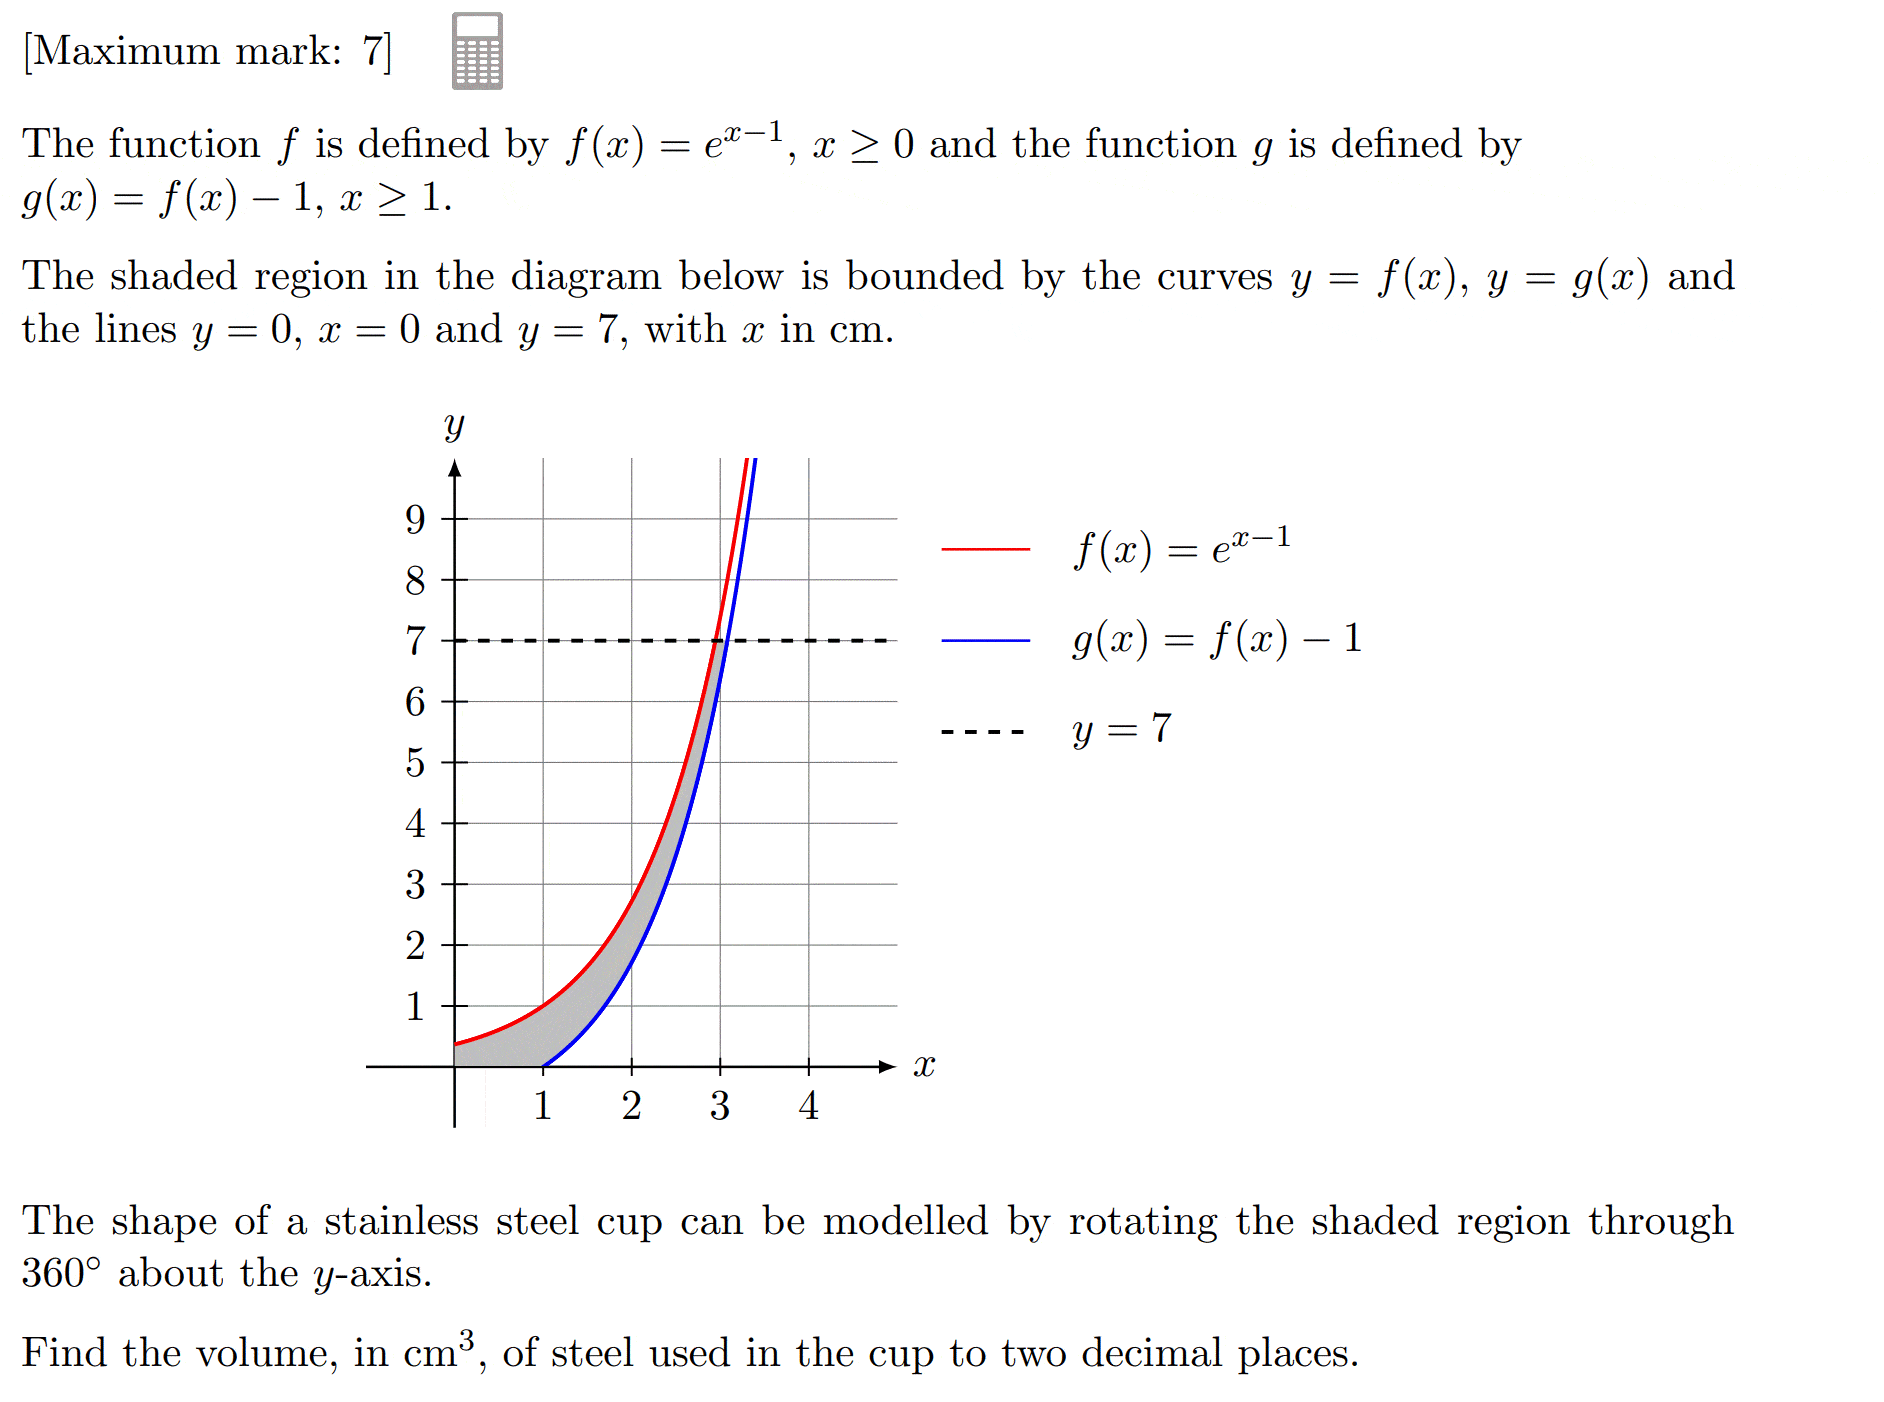 [Maximum mark: 7]
The function f is defined by f(x) = e^{x−1}, x ≥ 0 and the function g is defined by
g(x) = f(x) − 1, x ≥ 1.
The shaded region in the diagram below is bounded by the curves y = f(x), y = g(x) and
the lines y = 0, x = 0 and y = 7, with x in cm.
y
9
8
7
6
5
4
3
2
1
1 2 3 4
x
f(x) = e^{x−1}
g(x) = f(x) − 1
y = 7
The shape of a stainless steel cup can be modelled by rotating the shaded region through
360° about the y-axis.
Find the volume, in cm³, of steel used in the cup to two decimal places.